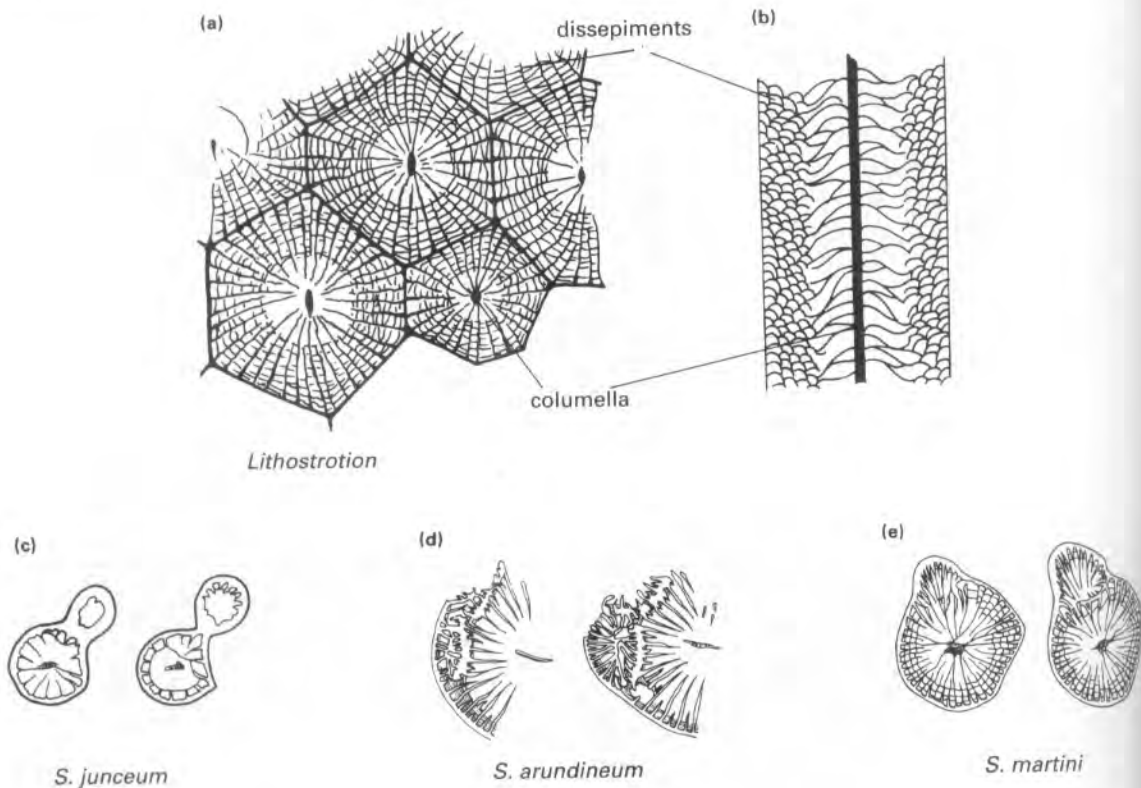 (a)
dissepiments
(b)
columella
Lithostrotion
(c)
(d)
(e)
S. junceum
S. arundineum
S. martini